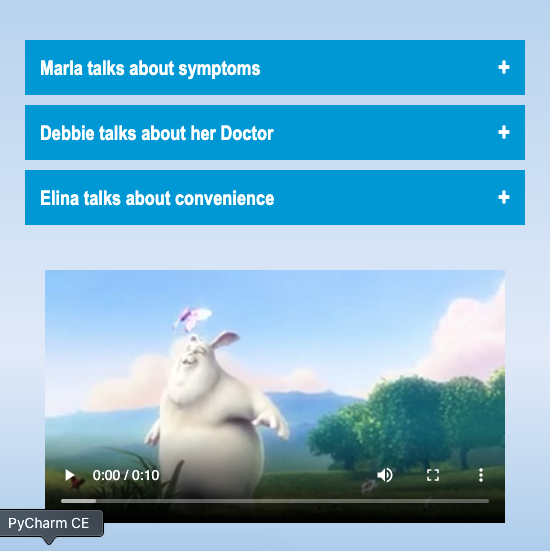 Marla talks about symptoms +
Debbie talks about her Doctor +
Elina talks about convenience +
0:00 / 0:10
PyCharm CE